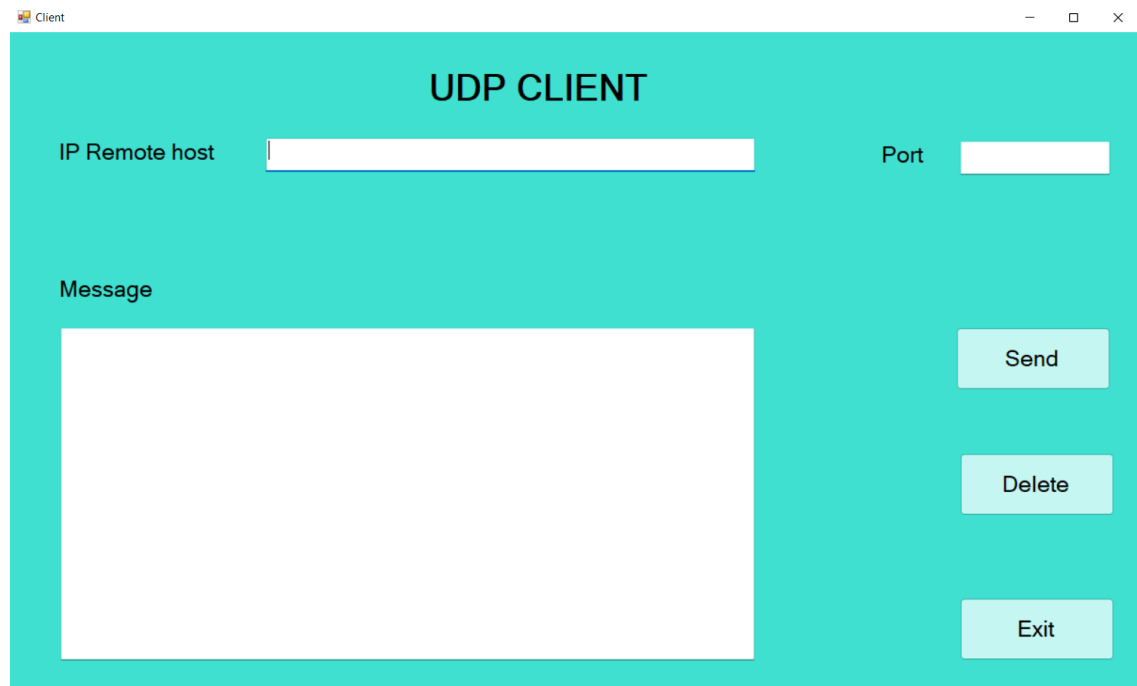 Client
UDP CLIENT
IP Remote host
Port
Message
Send
Delete
Exit